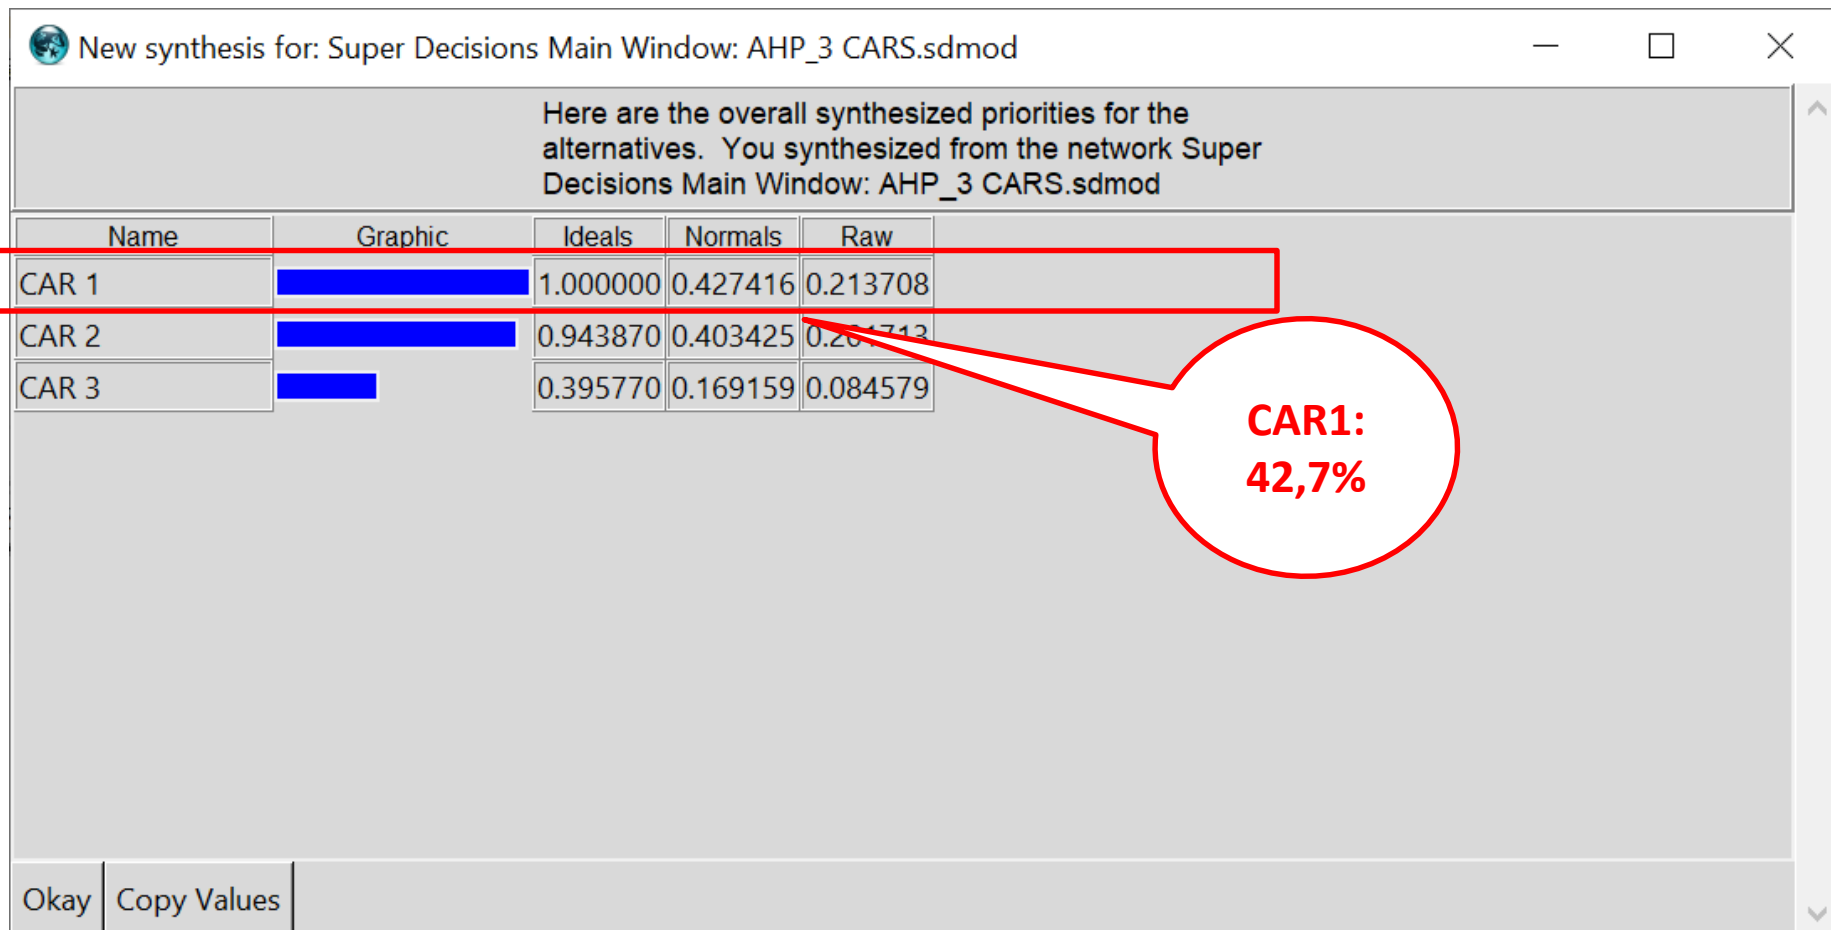 New synthesis for: Super Decisions Main Window: AHP_3 CARS.sdmod
Here are the overall synthesized priorities for the
alternatives. You synthesized from the network Super
Decisions Main Window: AHP_3 CARS.sdmod
Name Graphic Ideals Normals Raw
CAR 1 1.000000 0.427416 0.213708
CAR 2 0.943870 0.403425 0.201713
CAR 3 0.395770 0.169159 0.084579
CAR1:
42,7%
Okay Copy Values